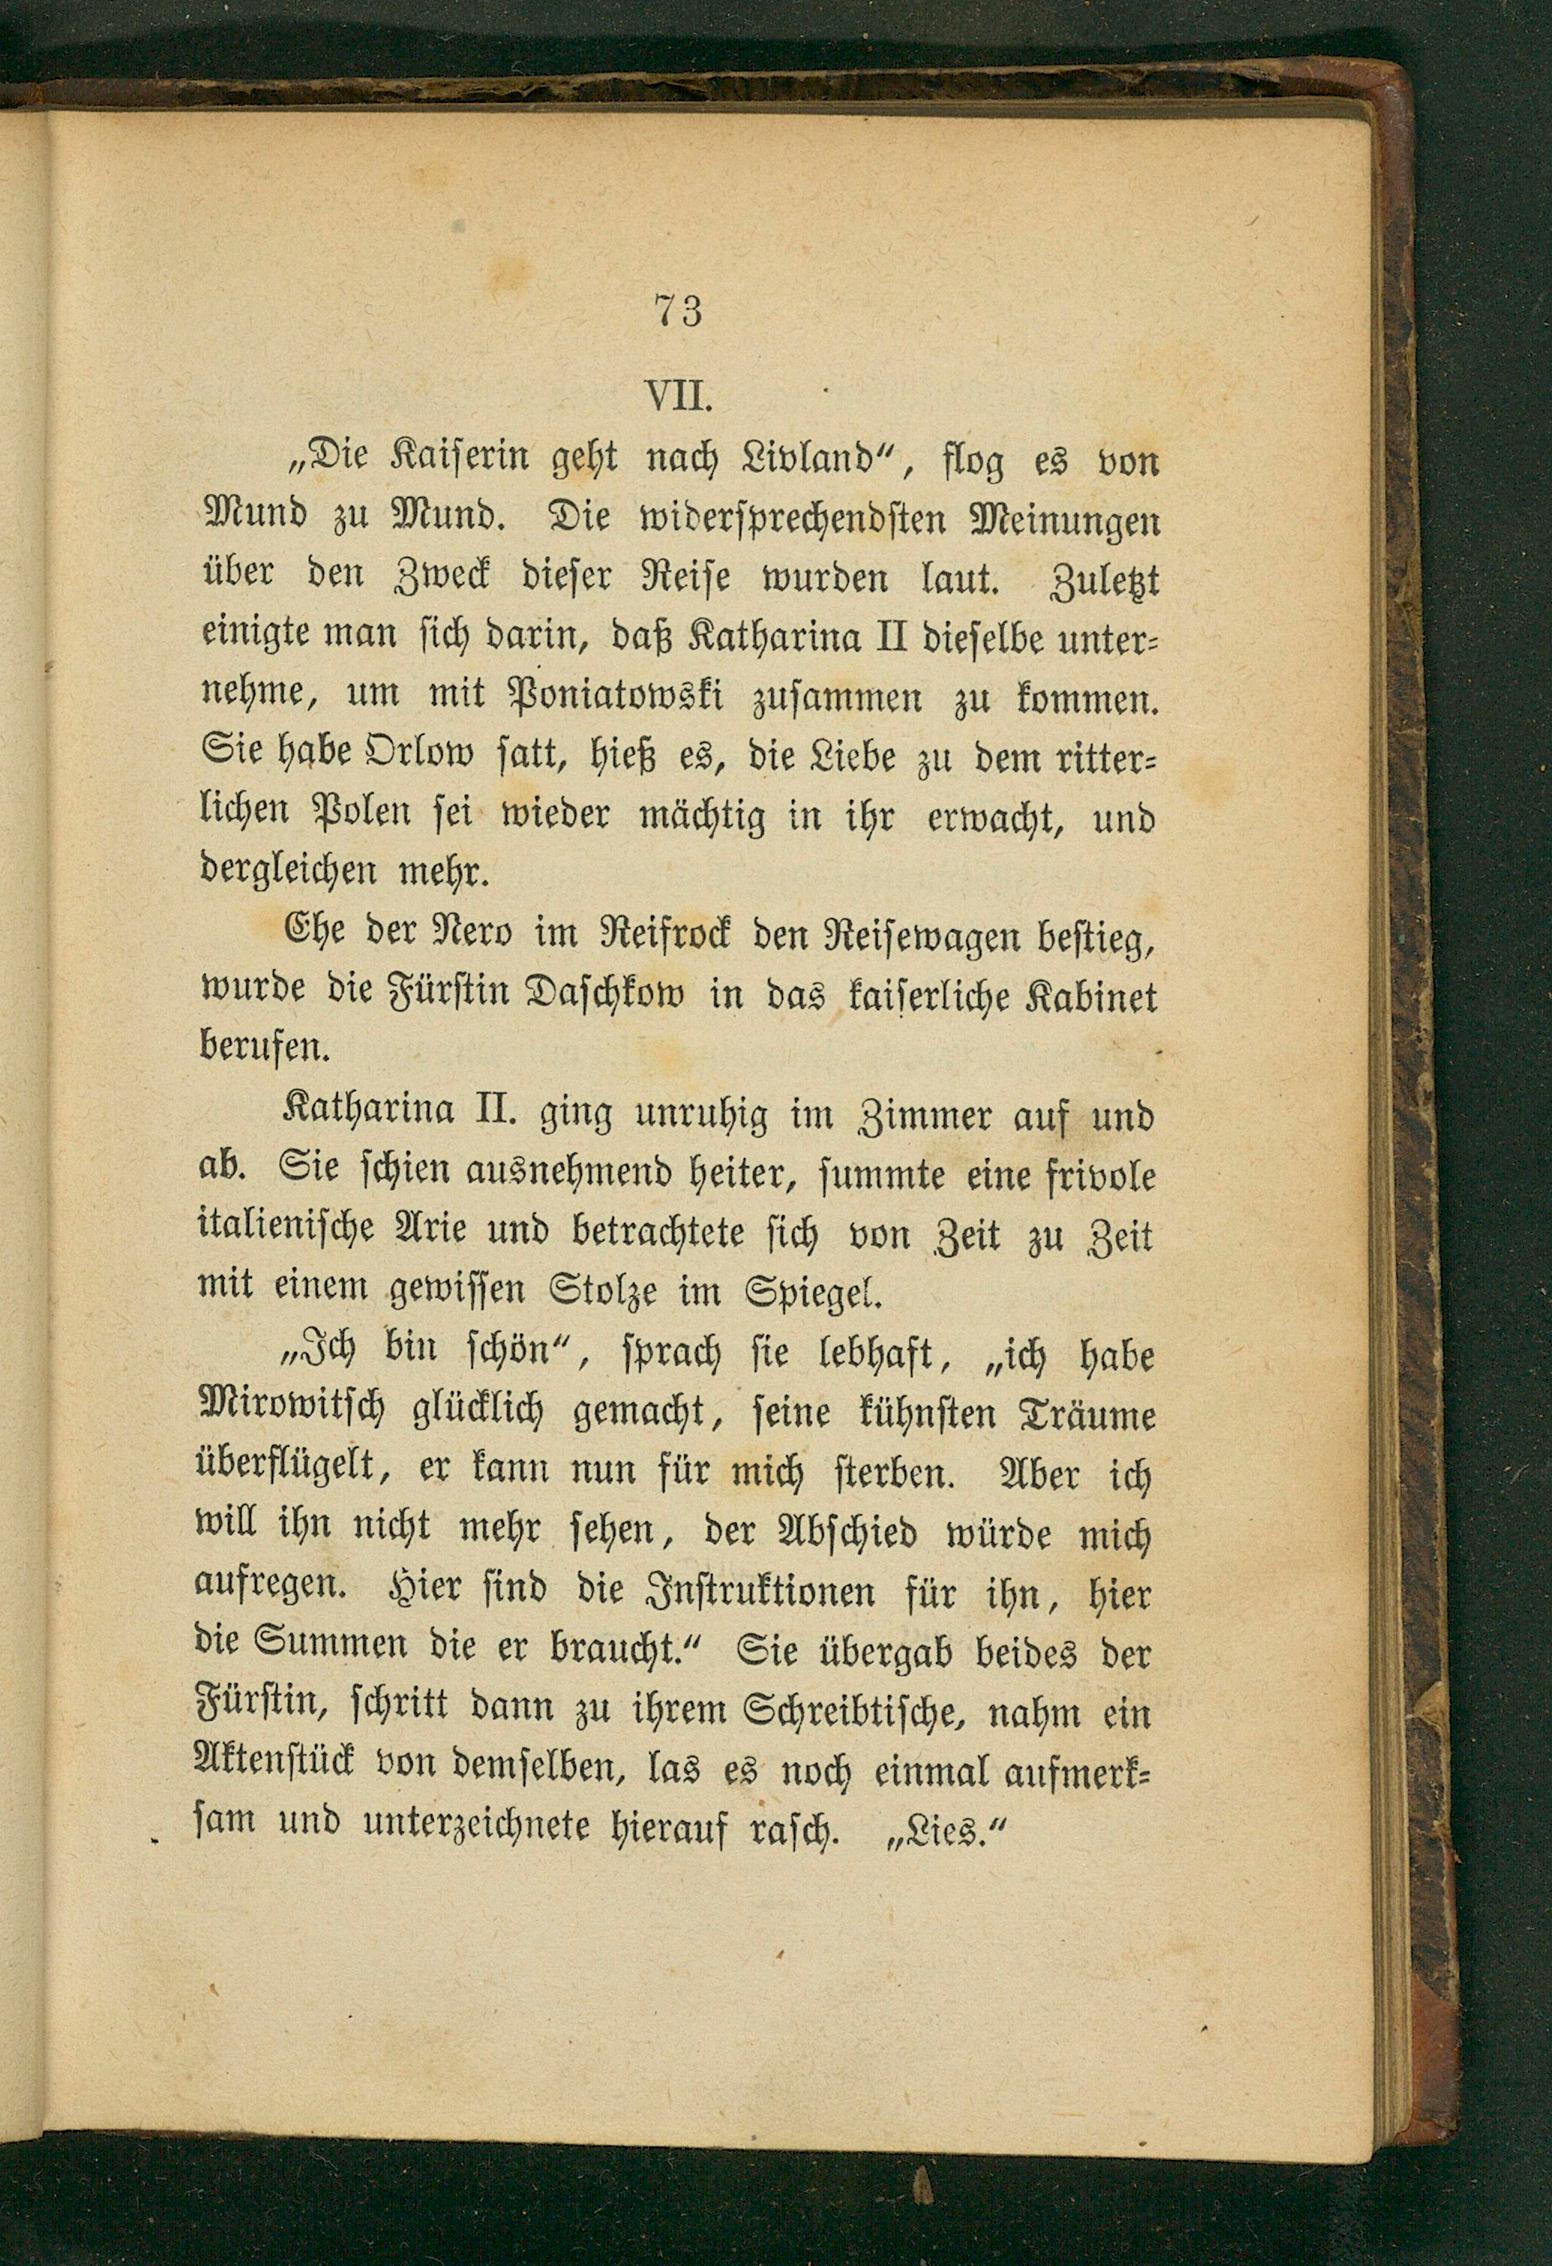 73
VII.
„Die Kaiserin geht nach Livland“, flog es von
Mund zu Mund. Die widersprechendsten Meinungen
über den Zweck dieser Reise wurden laut. Zuletzt
einigte man sich darin, daß Katharina II dieselbe unter-
nehme, um mit Poniatowski zusammen zu kommen.
Sie habe Orlow satt, hieß es, die Liebe zu dem ritter-
lichen Polen sei wieder mächtig in ihr erwacht, und
dergleichen mehr.
Ehe der Nero im Reifrock den Reisewagen bestieg,
wurde die Fürstin Daschkow in das kaiserliche Kabinet
berufen.
Katharina II. ging unruhig im Zimmer auf und
ab. Sie schien ausnehmend heiter, summte eine frivole
italienische Arie und betrachtete sich von Zeit zu Zeit
mit einem gewissen Stolze im Spiegel.
„Ich bin schön“, sprach sie lebhaft, „ich habe
Mirowitsch glücklich gemacht, seine kühnsten Träume
überflügelt, er kann nun für mich sterben. Aber ich
will ihn nicht mehr sehen, der Abschied würde mich
aufregen. Hier sind die Instruktionen für ihn, hier
die Summen die er braucht.“ Sie übergab beides der
Fürstin, schritt dann zu ihrem Schreibtische, nahm ein
Aktenstück von demselben, las es noch einmal aufmerk-
sam und unterzeichnete hierauf rasch. „Lies.“